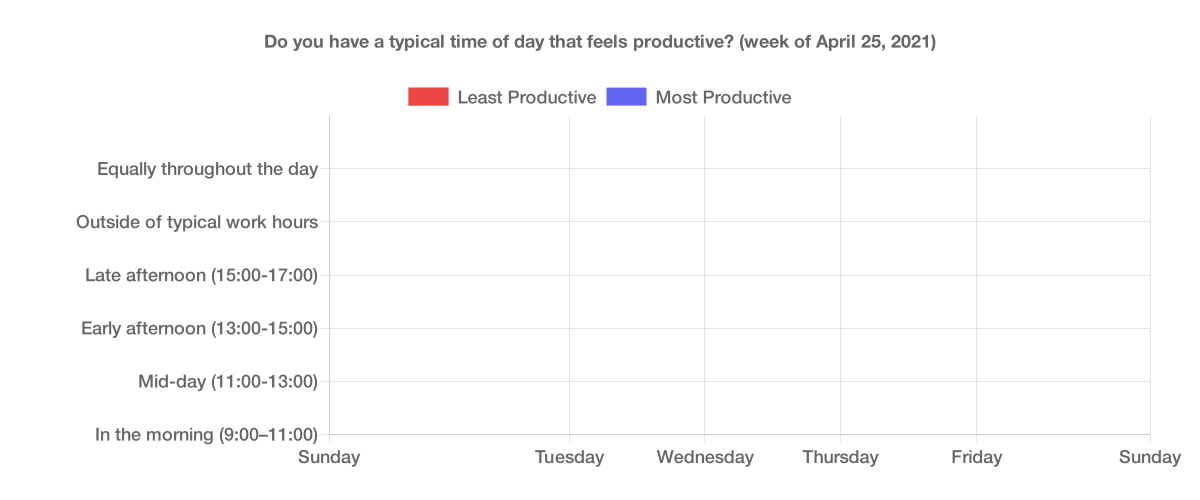 Do you have a typical time of day that feels productive? (week of April 25, 2021)
Least Productive Most Productive
Equally throughout the day
Outside of typical work hours
Late afternoon (15:00-17:00)
Early afternoon (13:00-15:00)
Mid-day (11:00-13:00)
In the morning (9:00–11:00)
Sunday Tuesday Wednesday Thursday Friday Sunday